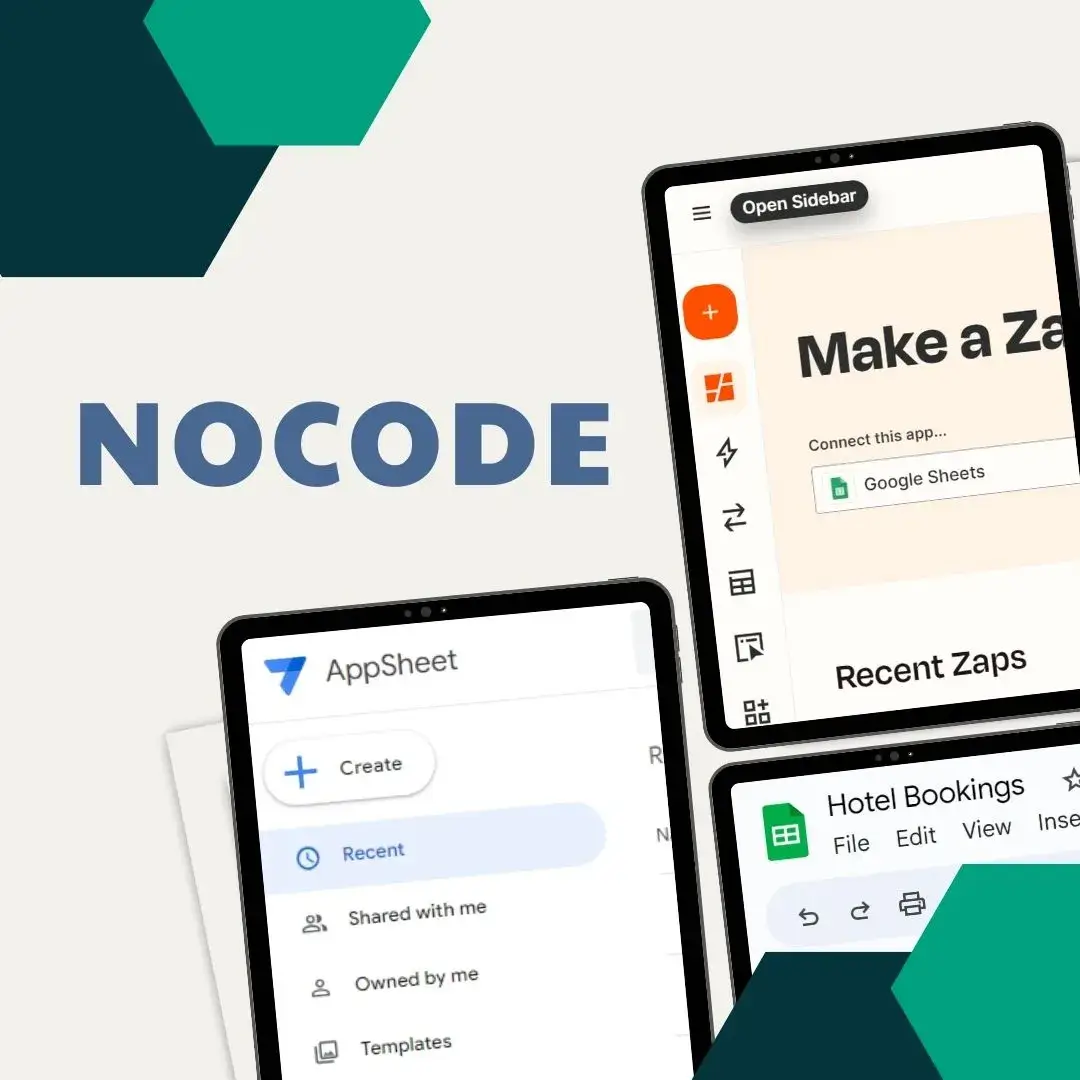 Open Sidebar
Make a Za
Connect this app...
Google Sheets
Recent Zaps
NOCODE
AppSheet
Create
Recent
Shared with me
Owned by me
Templates
R
N
Hotel Bookings
File Edit View Inse